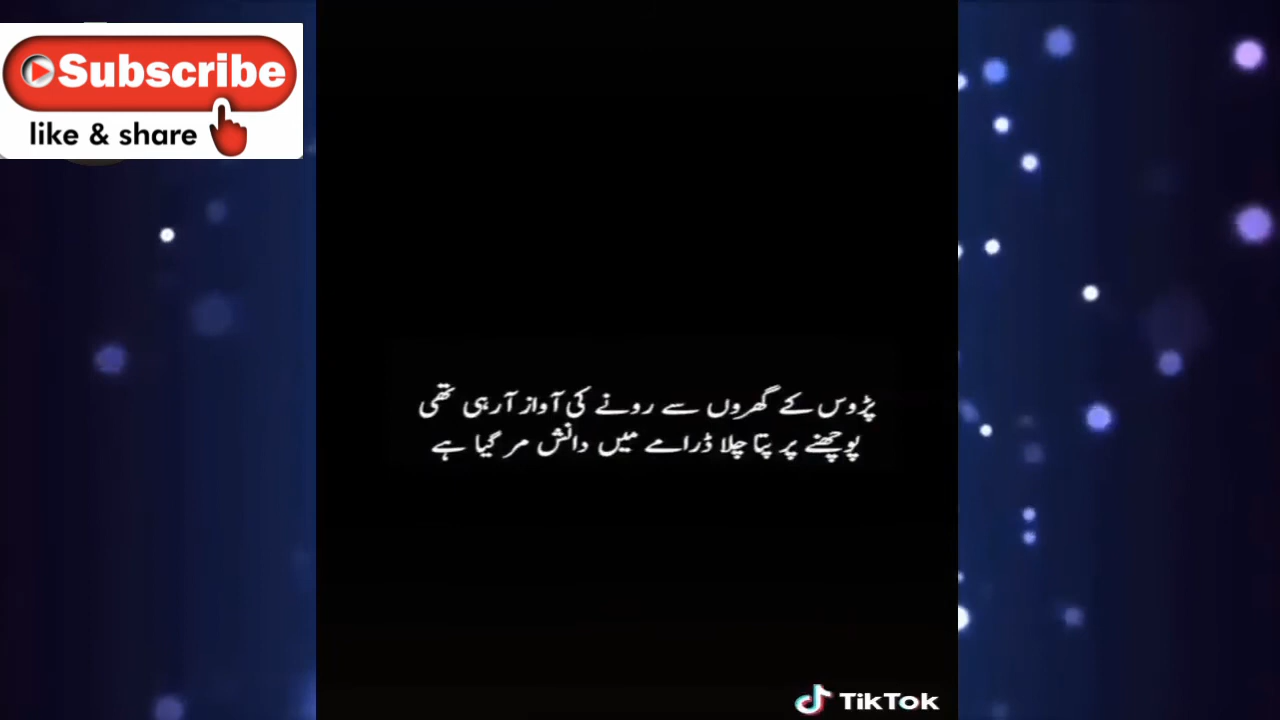 Subscribe
like & share
پڑوس کے گھروں سے رونے کی آواز آرہی تھی
پوچھنے پر پتا چلا ڈرامے میں دانش مر گیا ہے
TikTok